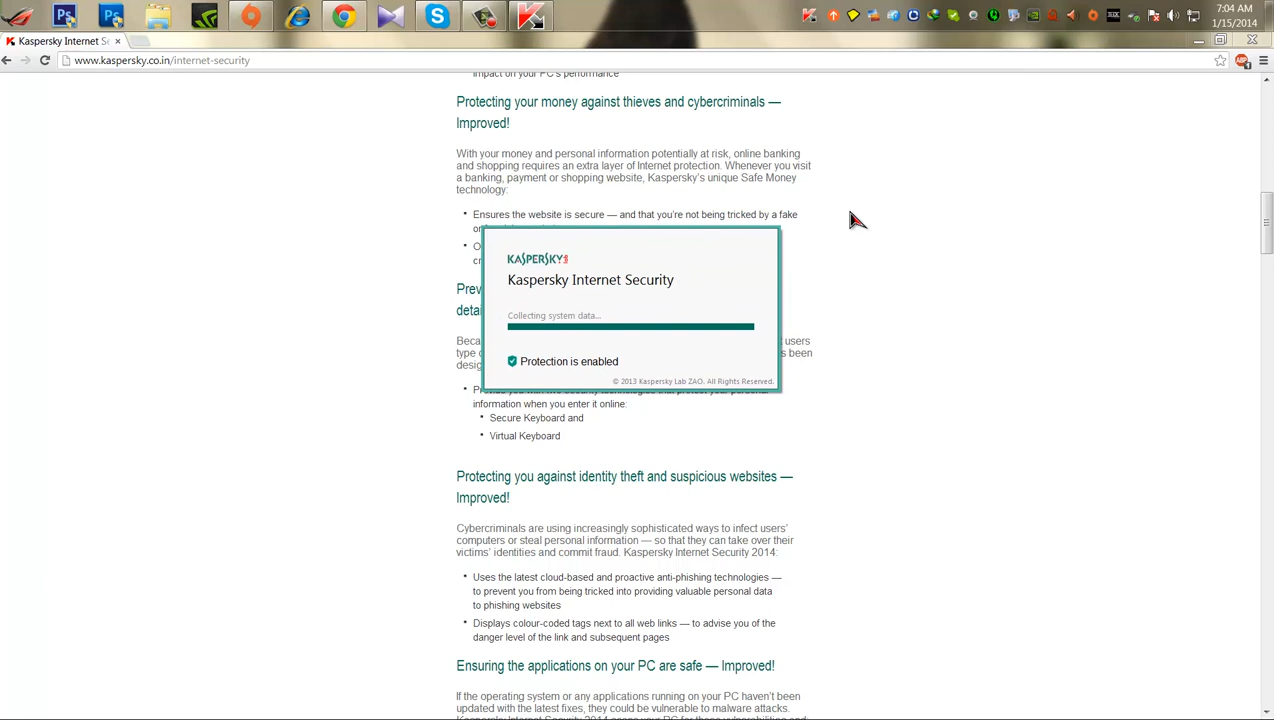 7:04 AM
1/15/2014
Kaspersky Internet Se
www.kaspersky.co.in/internet-security
impact on your PC's performance
Protecting your money against thieves and cybercriminals —
Improved!
With your money and personal information potentially at risk, online banking
and shopping requires an extra layer of Internet protection. Whenever you visit
a banking, payment or shopping website, Kaspersky's unique Safe Money
technology:
• Ensures the website is secure — and that you're not being tricked by a fake
KASPERSKY
Kaspersky Internet Security
Collecting system data...
Protection is enabled
© 2013 Kaspersky Lab ZAO. All Rights Reserved.
users
been
information when you enter it online:
• Secure Keyboard and
• Virtual Keyboard
Protecting you against identity theft and suspicious websites —
Improved!
Cybercriminals are using increasingly sophisticated ways to infect users'
computers or steal personal information — so that they can take over their
victims' identities and commit fraud. Kaspersky Internet Security 2014:
• Uses the latest cloud-based and proactive anti-phishing technologies —
to prevent you from being tricked into providing valuable personal data
to phishing websites
• Displays colour-coded tags next to all web links — to advise you of the
danger level of the link and subsequent pages
Ensuring the applications on your PC are safe — Improved!
If the operating system or any applications running on your PC haven't been
updated with the latest fixes, they could be vulnerable to malware attacks.